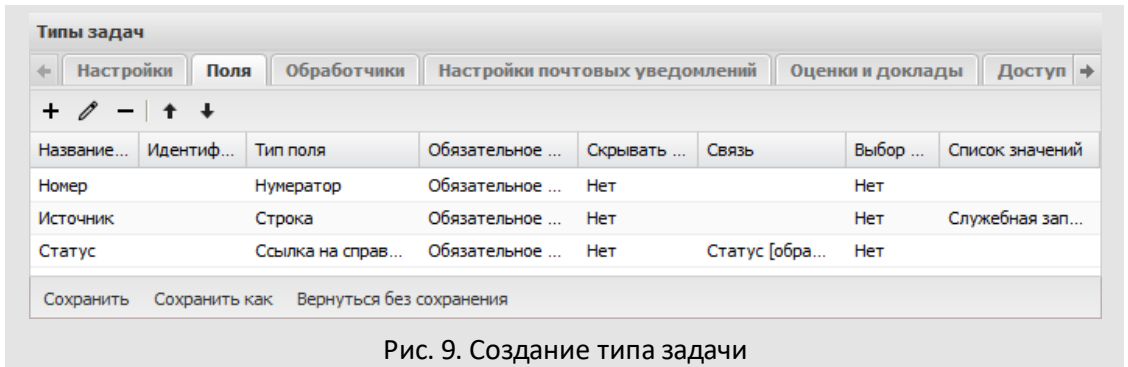 Типы задач
Настройки Поля Обработчики Настройки почтовых уведомлений Оценки и доклады Доступ
Название... Идентиф... Тип поля Обязательное ... Скрывать ... Связь Выбор ... Список значений
Номер Нумератор Обязательное ... Нет Нет
Источник Строка Обязательное ... Нет Нет Служебная зап...
Статус Ссылка на справ... Обязательное ... Нет Статус [обра... Нет
Сохранить Сохранить как Вернуться без сохранения
Рис. 9. Создание типа задачи